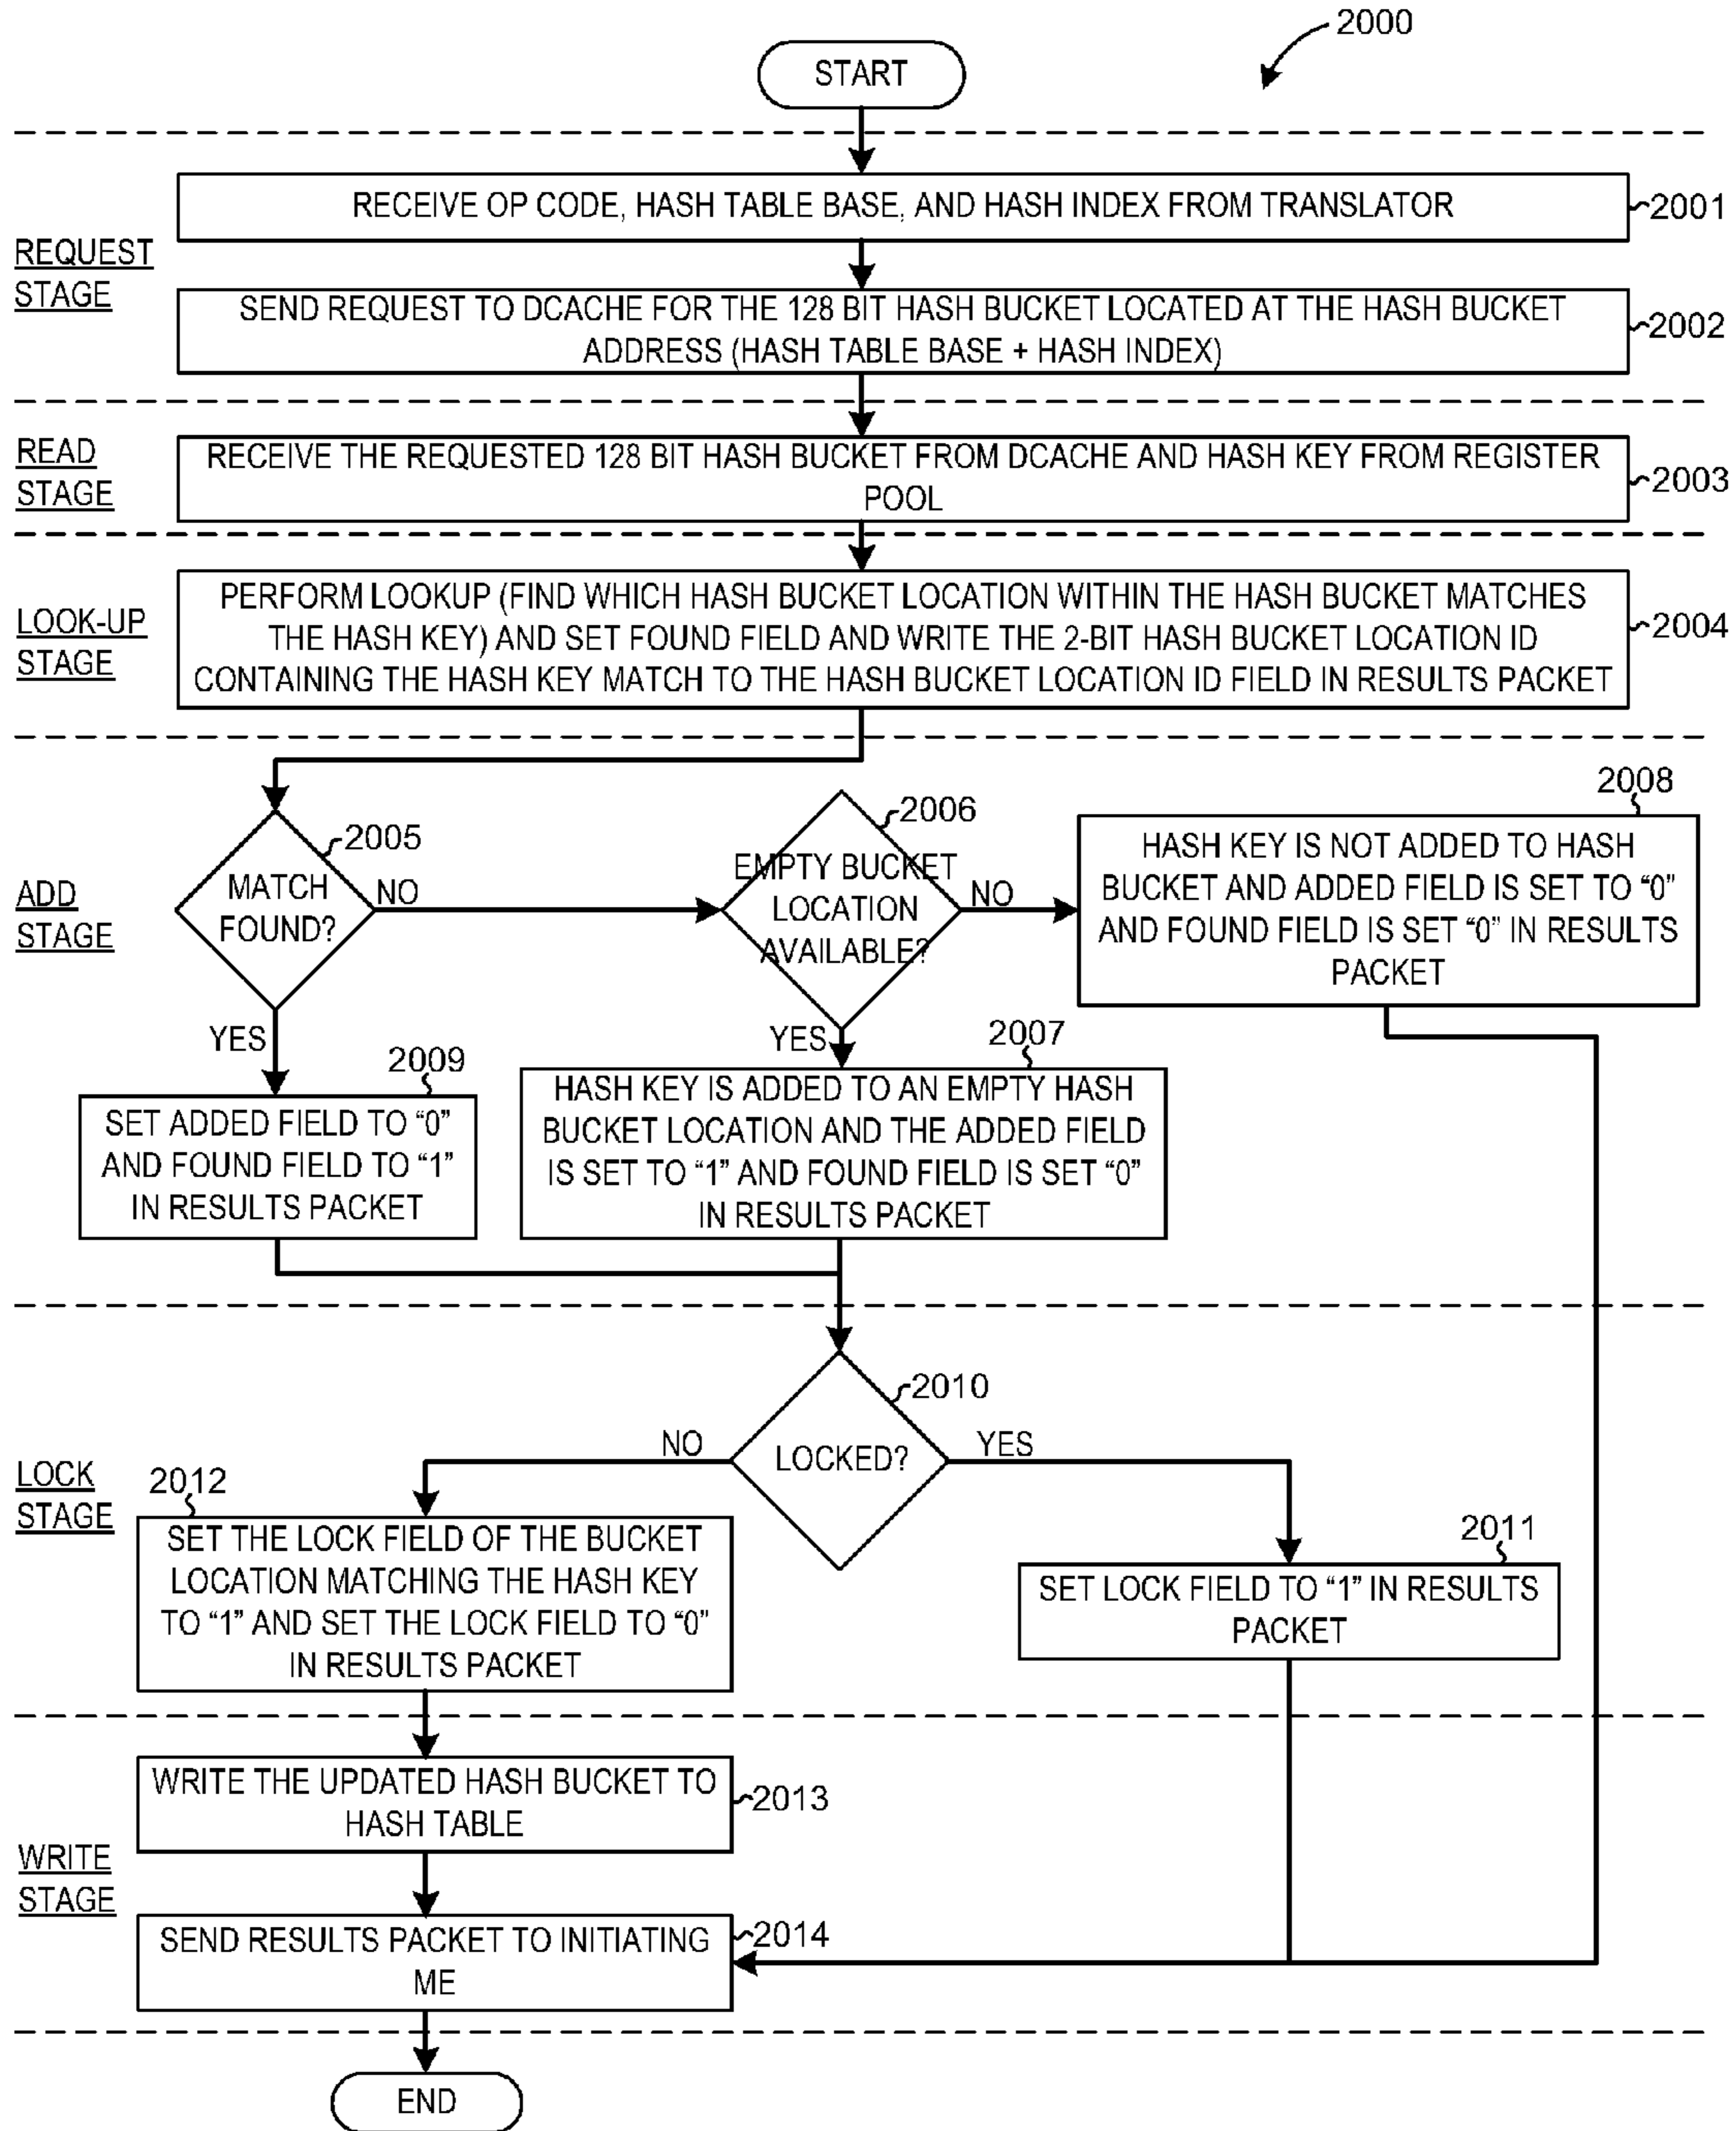 2000
START
RECEIVE OP CODE, HASH TABLE BASE, AND HASH INDEX FROM TRANSLATOR
2001
REQUEST
STAGE
SEND REQUEST TO DCACHE FOR THE 128 BIT HASH BUCKET LOCATED AT THE HASH BUCKET
ADDRESS (HASH TABLE BASE + HASH INDEX)
2002
READ
STAGE
RECEIVE THE REQUESTED 128 BIT HASH BUCKET FROM DCACHE AND HASH KEY FROM REGISTER
POOL
2003
LOOK-UP
STAGE
PERFORM LOOKUP (FIND WHICH HASH BUCKET LOCATION WITHIN THE HASH BUCKET MATCHES
THE HASH KEY) AND SET FOUND FIELD AND WRITE THE 2-BIT HASH BUCKET LOCATION ID
CONTAINING THE HASH KEY MATCH TO THE HASH BUCKET LOCATION ID FIELD IN RESULTS PACKET
2004
ADD
STAGE
2005
MATCH
FOUND?
NO
YES
2006
EMPTY BUCKET
LOCATION
AVAILABLE?
NO
YES
2008
HASH KEY IS NOT ADDED TO HASH
BUCKET AND ADDED FIELD IS SET TO “0”
AND FOUND FIELD IS SET “0” IN RESULTS
PACKET
2009
SET ADDED FIELD TO “0”
AND FOUND FIELD TO “1”
IN RESULTS PACKET
2007
HASH KEY IS ADDED TO AN EMPTY HASH
BUCKET LOCATION AND THE ADDED FIELD
IS SET TO “1” AND FOUND FIELD IS SET “0”
IN RESULTS PACKET
LOCK
STAGE
2010
LOCKED?
NO
YES
2012
SET THE LOCK FIELD OF THE BUCKET
LOCATION MATCHING THE HASH KEY
TO “1” AND SET THE LOCK FIELD TO “0”
IN RESULTS PACKET
2011
SET LOCK FIELD TO “1” IN RESULTS
PACKET
WRITE
STAGE
WRITE THE UPDATED HASH BUCKET TO
HASH TABLE
2013
SEND RESULTS PACKET TO INITIATING
ME
2014
END